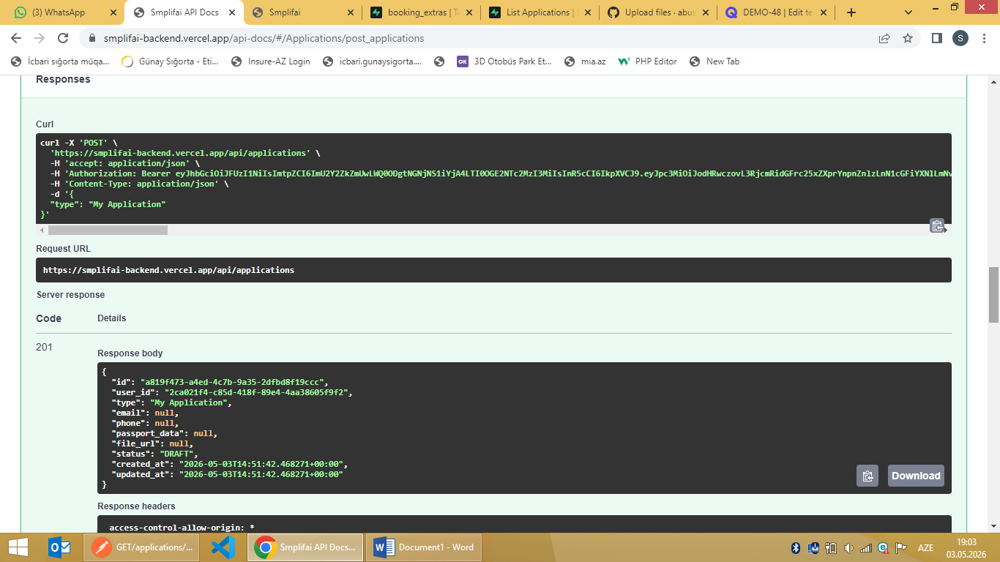 (3) WhatsApp
Smplifai API Docs
Smplifai
booking_extras | Ta
List Applications | S
Upload files · abus
DEMO-48 | Edit te
smplifai-backend.vercel.app/api-docs/#/Applications/post_applications
S
İcbari sığorta müqa...
Günay Sığorta - Eti...
Insure-AZ Login
icbari.gunaysigorta....
OK
3D Otobüs Park Et...
mia.az
W3
PHP Editor
New Tab
Responses
Curl
curl -X 'POST' \
'https://smplifai-backend.vercel.app/api/applications' \
-H 'accept: application/json' \
-H 'Authorization: Bearer
-H 'Content-Type: application/json' \
-d '{
"type": "My Application"
}'
Request URL
https://smplifai-backend.vercel.app/api/applications
Server response
Code
Details
201
Response body
{
"id": "a819f473-a4ed-4c7b-9a35-2dfbd8f19ccc",
"user_id": "2ca021f4-c85d-418f-89e4-4aa38605f9f2",
"type": "My Application",
"email": null,
"phone": null,
"passport_data": null,
"file_url": null,
"status": "DRAFT",
"created_at": "2026-05-03T14:51:42.468271+00:00",
"updated_at": "2026-05-03T14:51:42.468271+00:00"
}
Download
Response headers
access-control-allow-origin: *
GET/applications/...
Smplifai API Docs...
Document1 - Word
AZE
19:03
03.05.2026